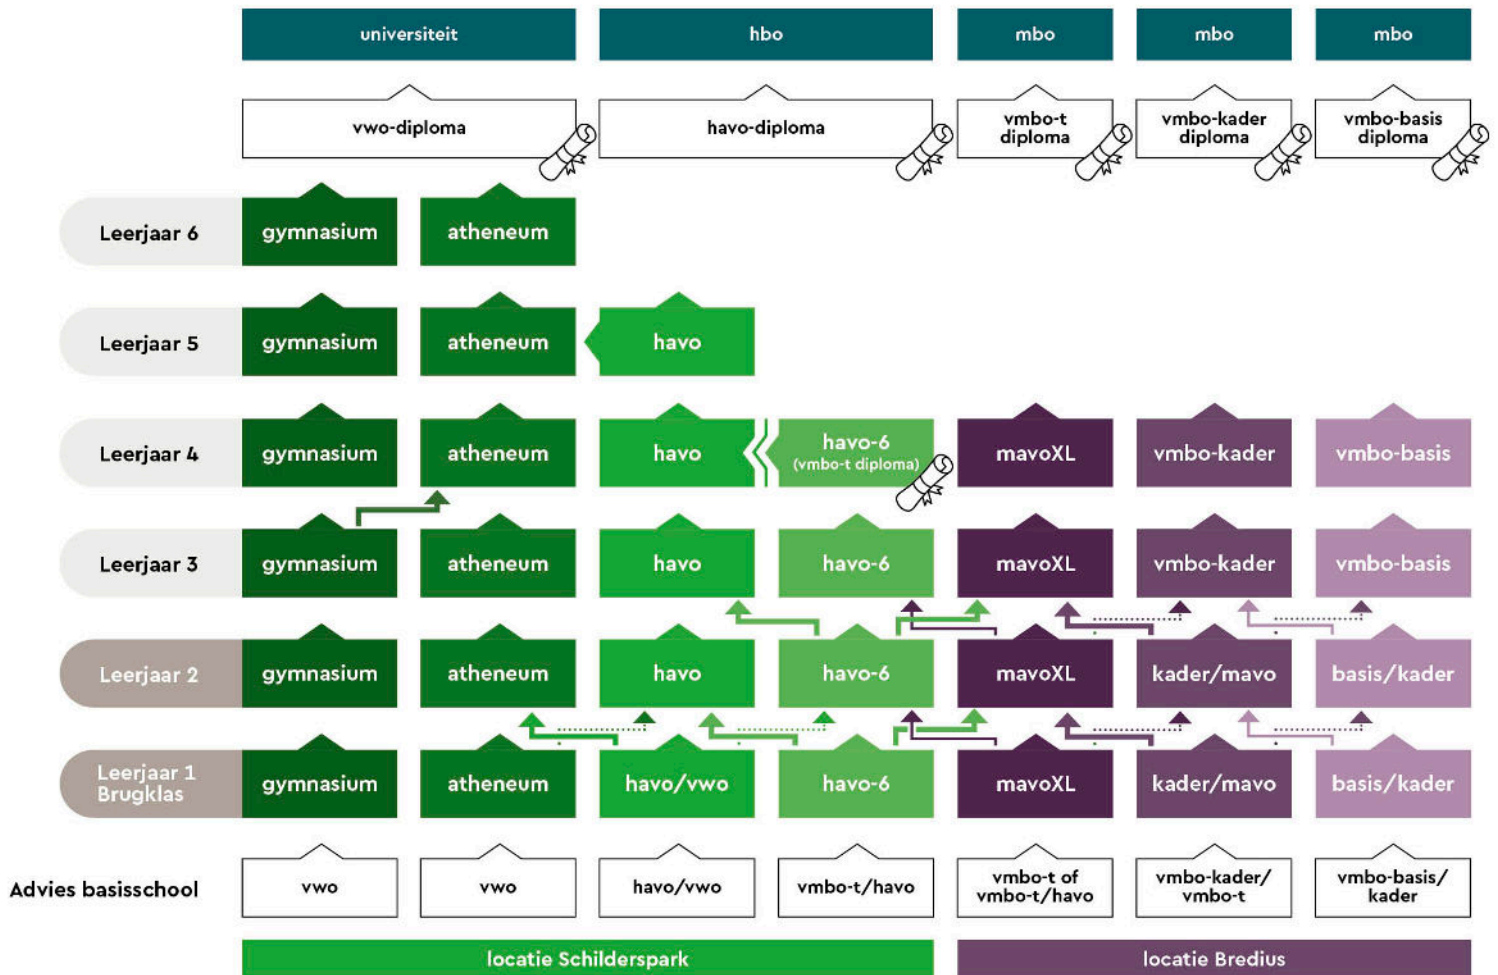 universiteit
hbo
mbo
mbo
mbo
vwo-diploma
havo-diploma
vmbo-t
diploma
vmbo-kader
diploma
vmbo-basis
diploma
Leerjaar 6
gymnasium
atheneum
Leerjaar 5
gymnasium
atheneum
havo
Leerjaar 4
gymnasium
atheneum
havo
havo-6
(vmbo-t diploma)
mavoXL
vmbo-kader
vmbo-basis
Leerjaar 3
gymnasium
atheneum
havo
havo-6
mavoXL
vmbo-kader
vmbo-basis
Leerjaar 2
gymnasium
atheneum
havo
havo-6
mavoXL
kader/mavo
basis/kader
Leerjaar 1
Brugklas
gymnasium
atheneum
havo/vwo
havo-6
mavoXL
kader/mavo
basis/kader
Advies basisschool
vwo
vwo
havo/vwo
vmbo-t/havo
vmbo-t of
vmbo-t/havo
vmbo-kader/
vmbo-t
vmbo-basis/
kader
locatie Schilderspark
locatie Bredius